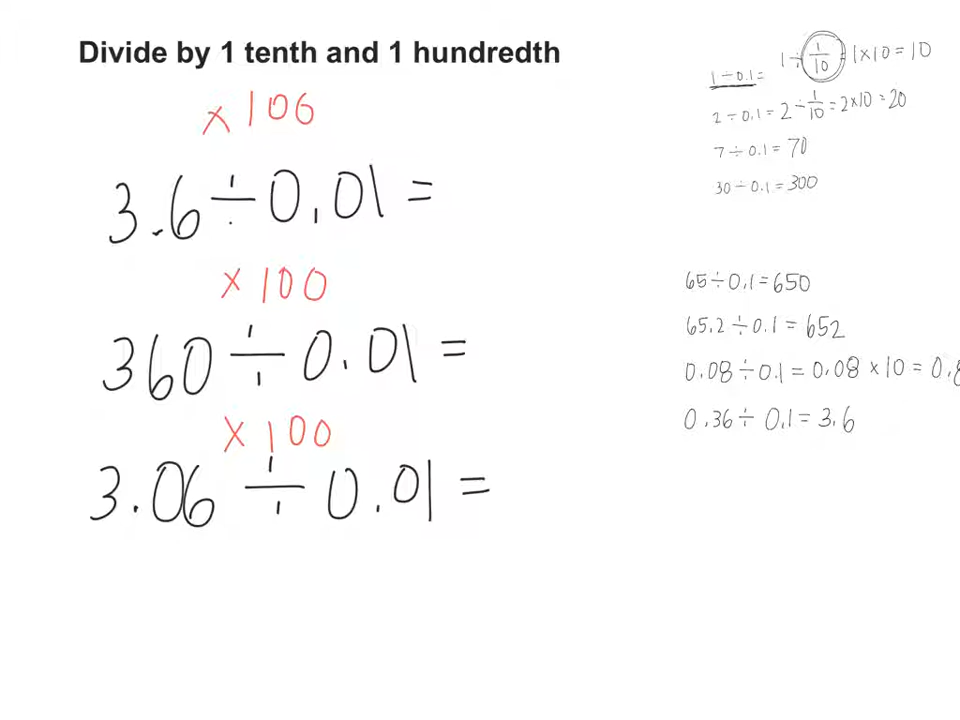 Divide by 1 tenth and 1 hundredth
× 100
3.6 ÷ 0.01 =
× 100
360 ÷ 0.01 =
× 100
3.06 ÷ 0.01 =
1 ÷ 0.1 = 1 ÷ 1/10 = 1 × 10 = 10
2 ÷ 0.1 = 2 ÷ 1/10 = 2 × 10 = 20
7 ÷ 0.1 = 70
30 ÷ 0.1 = 300
65 ÷ 0.1 = 650
65.2 ÷ 0.1 = 652
0.08 ÷ 0.1 = 0.08 × 10 = 0.8
0.36 ÷ 0.1 = 3.6